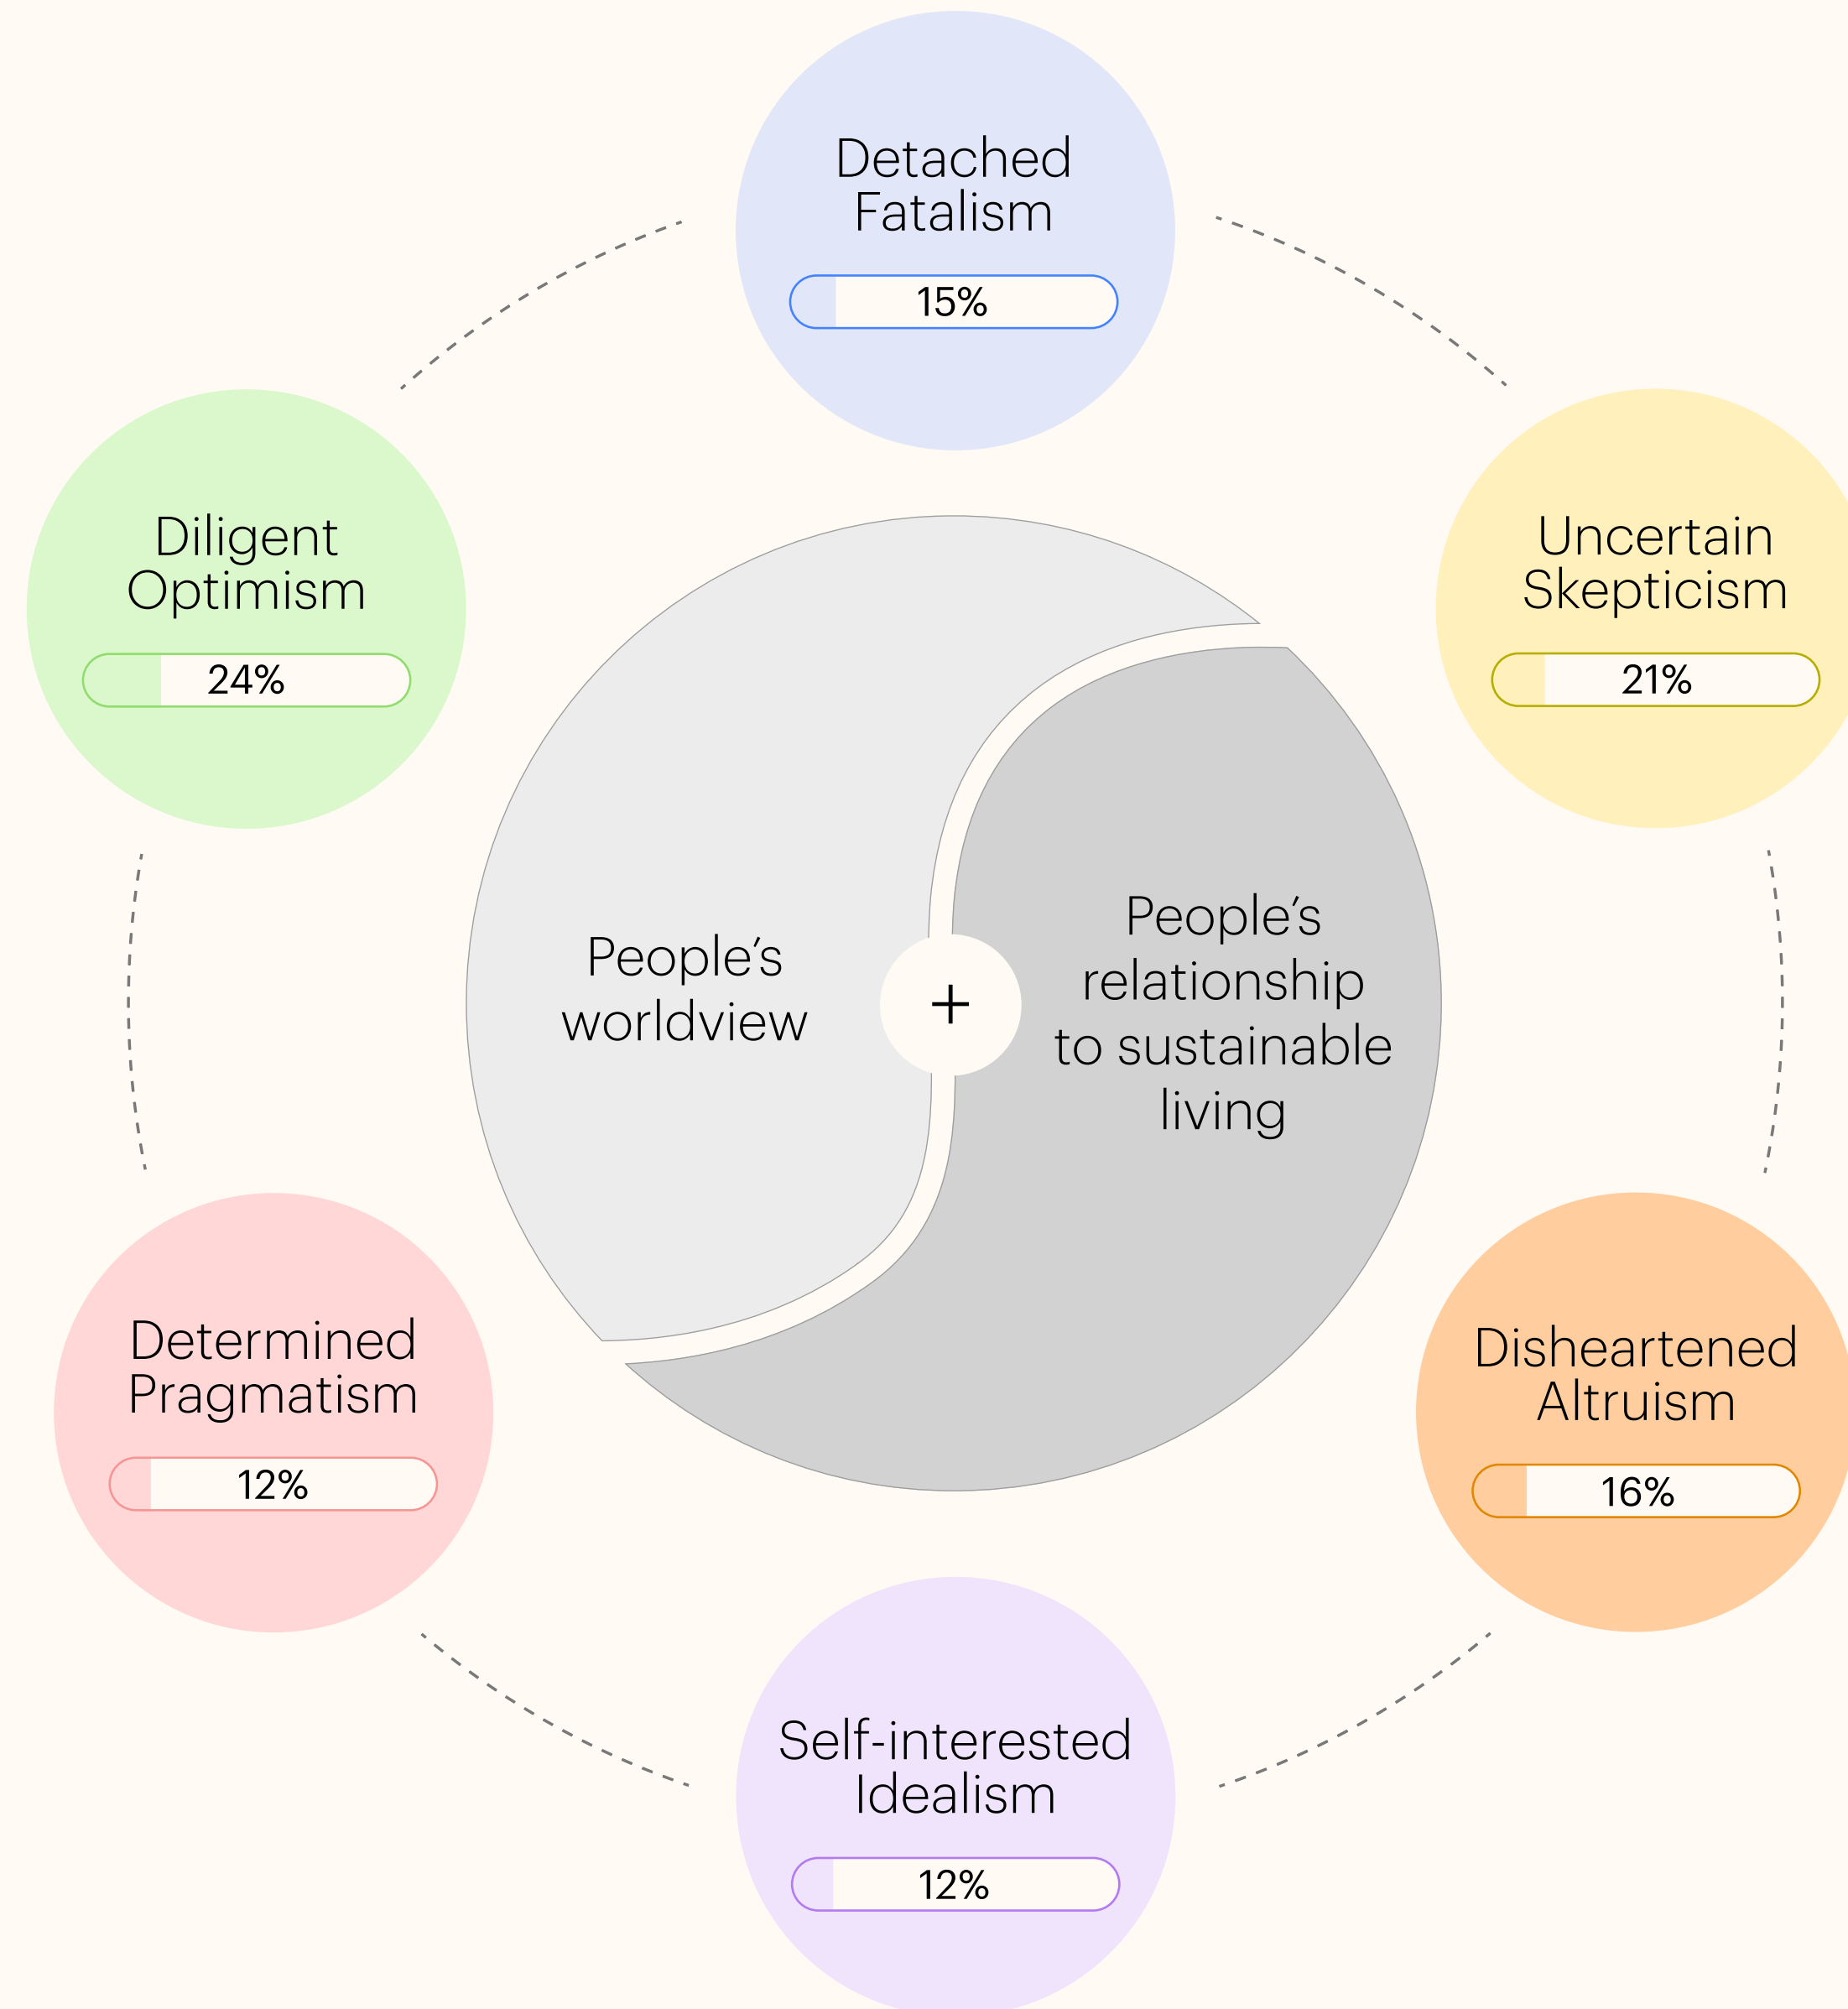 Detached
Fatalism
15%
Diligent
Optimism
24%
Uncertain
Skepticism
21%
People's
worldview
+
People's
relationship
to sustainable
living
Determined
Pragmatism
12%
Disheartened
Altruism
16%
Self-interested
Idealism
12%